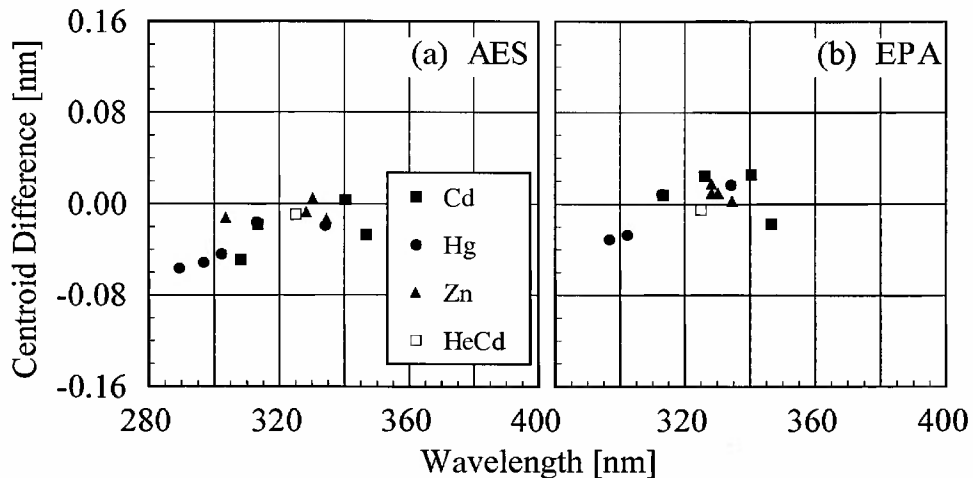 0.16
0.08
0.00
-0.08
-0.16
Centroid Difference [nm]
(a) AES
(b) EPA
Cd
Hg
Zn
HeCd
280 320 360 400 320 360 400
Wavelength [nm]